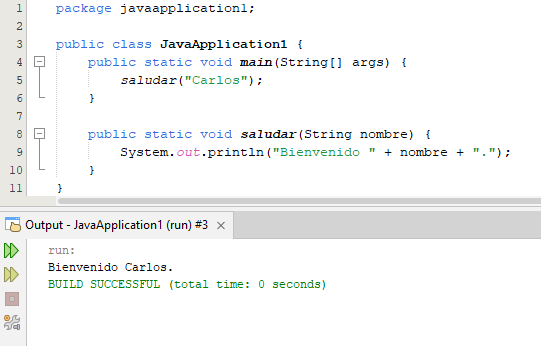 1 package javaapplication1;
2
3 public class JavaApplication1 {
4 public static void main(String[] args) {
5 saludar("Carlos");
6 }
7
8 public static void saludar(String nombre) {
9 System.out.println("Bienvenido " + nombre + ".");
10 }
11 }
Output - JavaApplication1 (run) #3
run:
Bienvenido Carlos.
BUILD SUCCESSFUL (total time: 0 seconds)